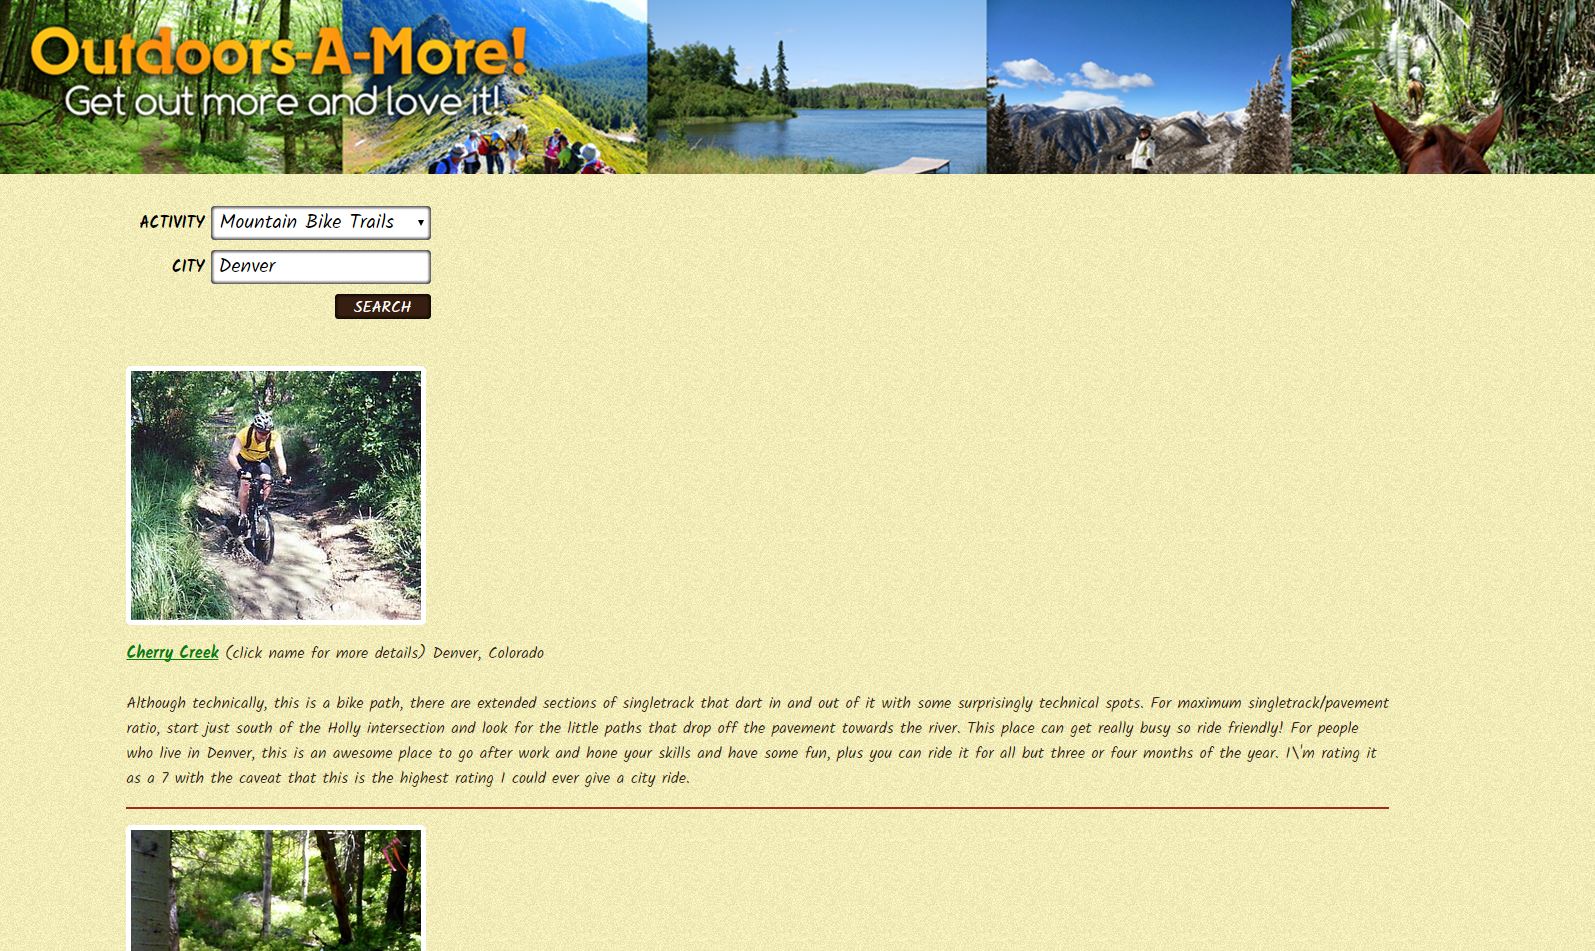 Outdoors-A-More!
Get out more and love it!
ACTIVITY Mountain Bike Trails
CITY Denver
SEARCH
Cherry Creek (click name for more details) Denver, Colorado
Although technically, this is a bike path, there are extended sections of singletrack that dart in and out of it with some surprisingly technical spots. For maximum singletrack/pavement
ratio, start just south of the Holly intersection and look for the little paths that drop off the pavement towards the river. This place can get really busy so ride friendly! For people
who live in Denver, this is an awesome place to go after work and hone your skills and have some fun, plus you can ride it for all but three or four months of the year. I\'m rating it
as a 7 with the caveat that this is the highest rating I could ever give a city ride.